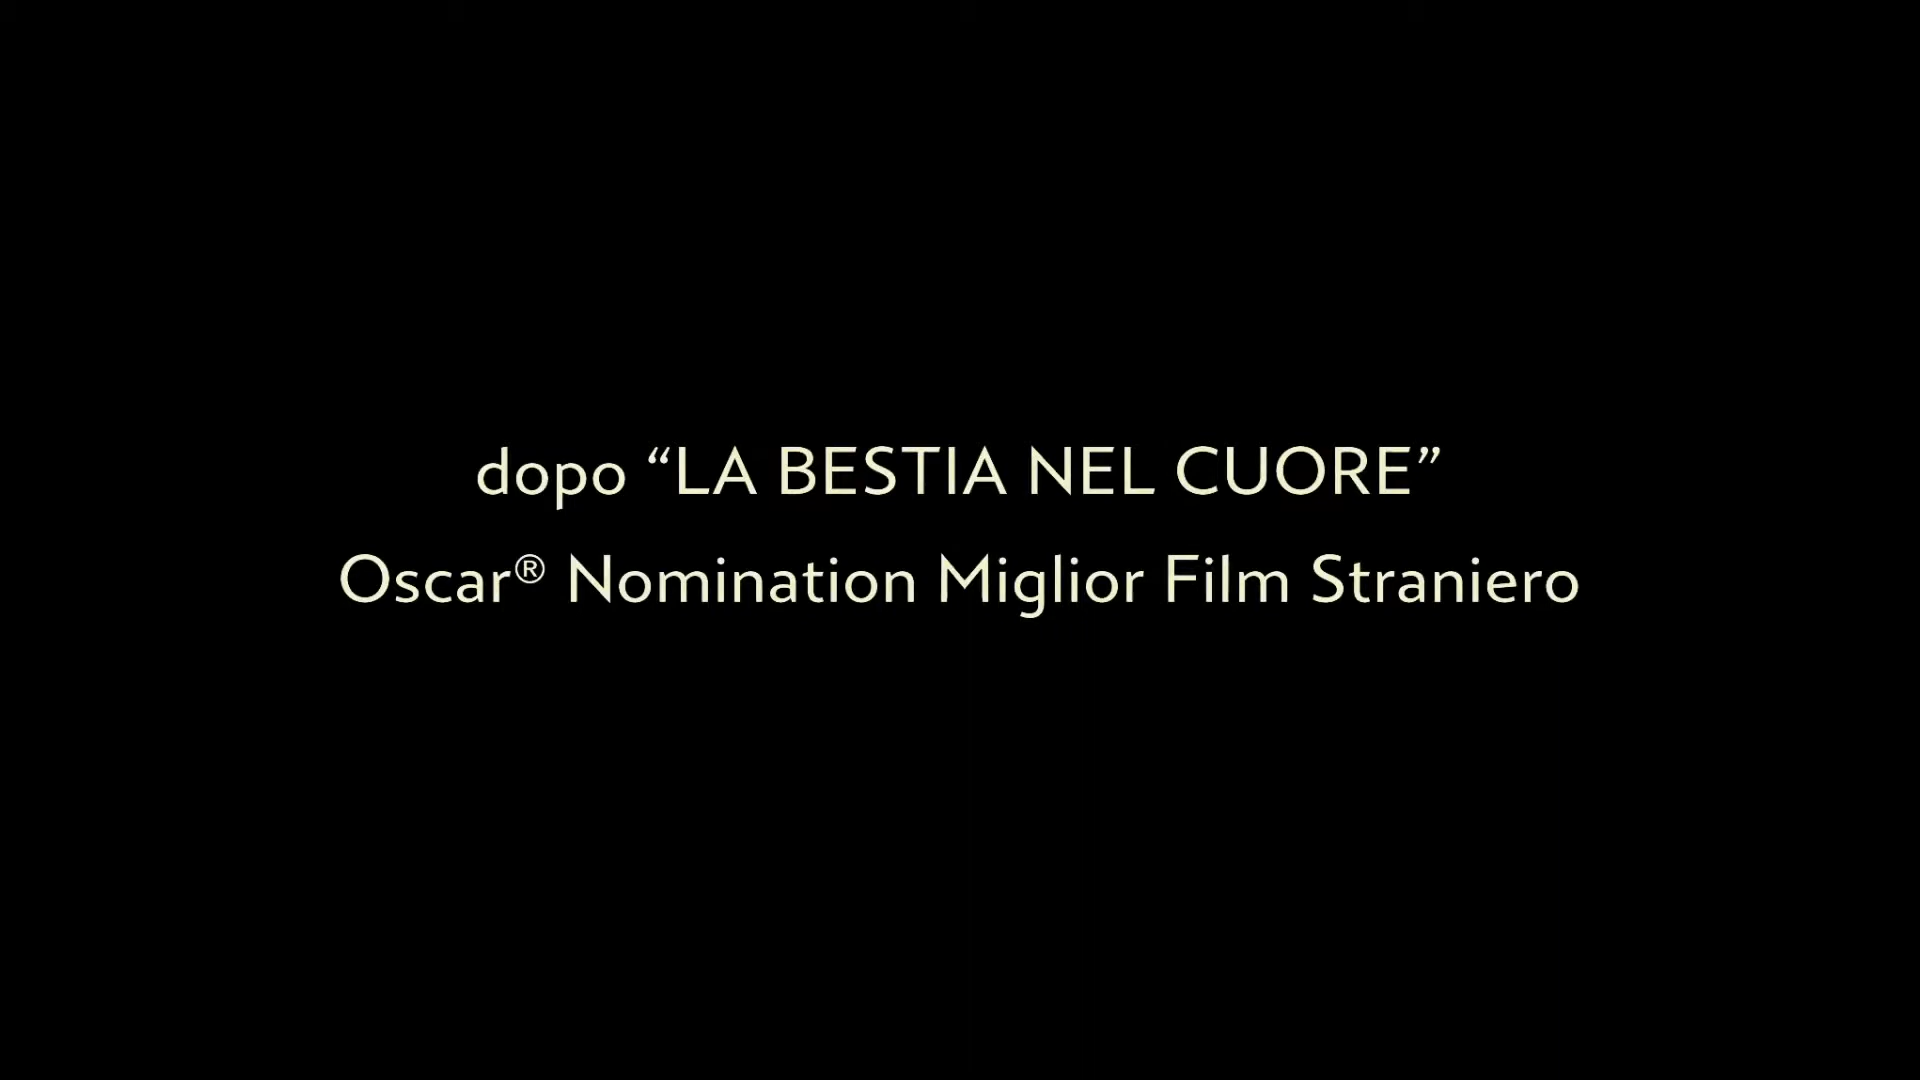 dopo “LA BESTIA NEL CUORE”
Oscar® Nomination Miglior Film Straniero